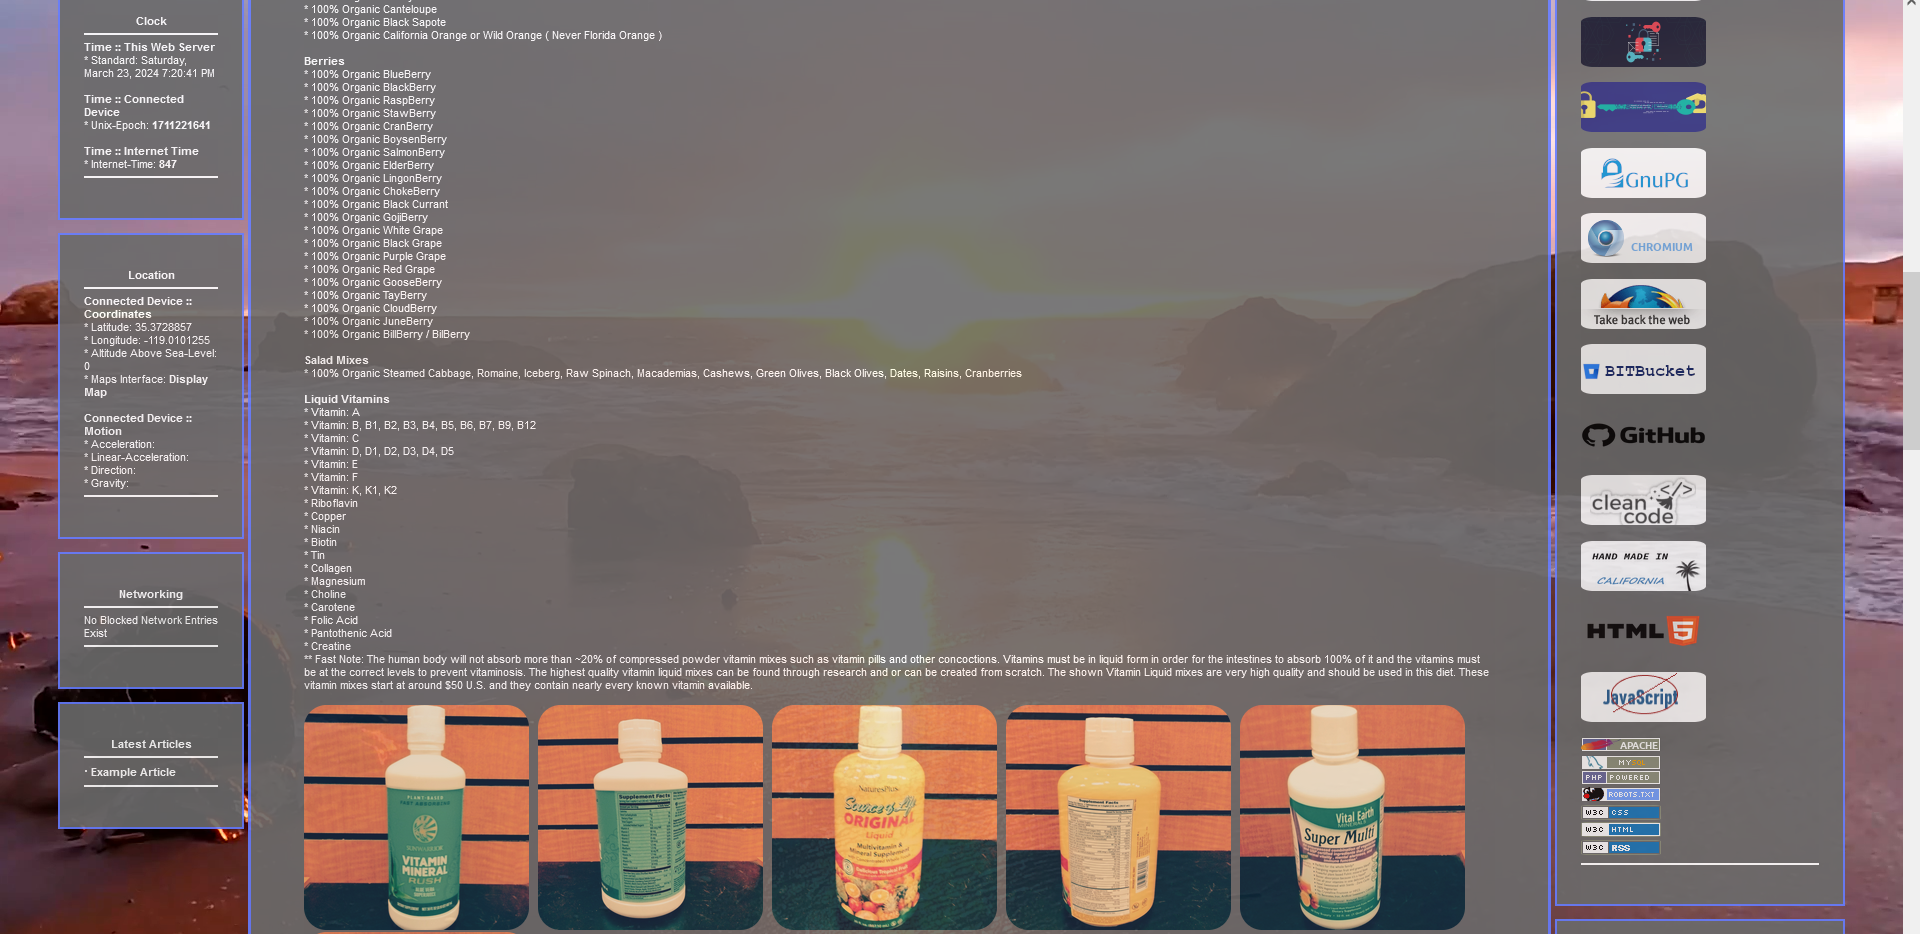 Clock
Time :: This Web Server
* Standard: Saturday,
March 23, 2024 7:20:41 PM
Time :: Connected
Device
* Unix-Epoch: 1711221641
Time :: Internet Time
* Internet-Time: 847
Location
Connected Device ::
Coordinates
* Latitude: 35.3728857
* Longitude: -119.0101255
* Altitude Above Sea-Level:
0
* Maps Interface: Display
Map
Connected Device ::
Motion
* Acceleration:
* Linear-Acceleration:
* Direction:
* Gravity:
Networking
No Blocked Network Entries
Exist
Latest Articles
· Example Article
* 100% Organic Canteloupe
* 100% Organic Black Sapote
* 100% Organic California Orange or Wild Orange ( Never Florida Orange )
Berries
* 100% Organic BlueBerry
* 100% Organic BlackBerry
* 100% Organic RaspBerry
* 100% Organic StawBerry
* 100% Organic CranBerry
* 100% Organic BoysenBerry
* 100% Organic SalmonBerry
* 100% Organic ElderBerry
* 100% Organic LingonBerry
* 100% Organic ChokeBerry
* 100% Organic Black Currant
* 100% Organic GojiBerry
* 100% Organic White Grape
* 100% Organic Black Grape
* 100% Organic Purple Grape
* 100% Organic Red Grape
* 100% Organic GooseBerry
* 100% Organic TayBerry
* 100% Organic CloudBerry
* 100% Organic JuneBerry
* 100% Organic BillBerry / BilBerry
Salad Mixes
* 100% Organic Steamed Cabbage, Romaine, Iceberg, Raw Spinach, Macademias, Cashews, Green Olives, Black Olives, Dates, Raisins, Cranberries
Liquid Vitamins
* Vitamin: A
* Vitamin: B, B1, B2, B3, B4, B5, B6, B7, B9, B12
* Vitamin: C
* Vitamin: D, D1, D2, D3, D4, D5
* Vitamin: E
* Vitamin: F
* Vitamin: K, K1, K2
* Riboflavin
* Copper
* Niacin
* Biotin
* Tin
* Collagen
* Magnesium
* Choline
* Carotene
* Folic Acid
* Pantothenic Acid
* Creatine
** Fast Note: The human body will not absorb more than ~20% of compressed powder vitamin mixes such as vitamin pills and other concoctions. Vitamins must be in liquid form in order for the intestines to absorb 100% of it and the vitamins must
be at the correct levels to prevent vitaminosis. The highest quality vitamin liquid mixes can be found through research and or can be created from scratch. The shown Vitamin Liquid mixes are very high quality and should be used in this diet. These
vitamin mixes start at around $50 U.S. and they contain nearly every known vitamin available.
PLANT-BASED
FAST ABSORBING
SUNWARRIOR
VITAMIN
MINERAL
RUSH
Supplement Facts
NaturesPlus
Source of Life
ORIGINAL
Liquid
Multivitamin &
Mineral Supplement
Delicious Tropical Fruit
Supplement Facts
Vital Earth
MINERALS
Super Multi
GnuPG
CHROMIUM
Take back the web
BITBucket
GitHub
clean </>
code
HAND MADE IN
CALIFORNIA
HTML 5
JavaScript
APACHE
MYSQL
PHP POWERED
ROBOTS.TXT
W3C CSS
W3C HTML
W3C RSS